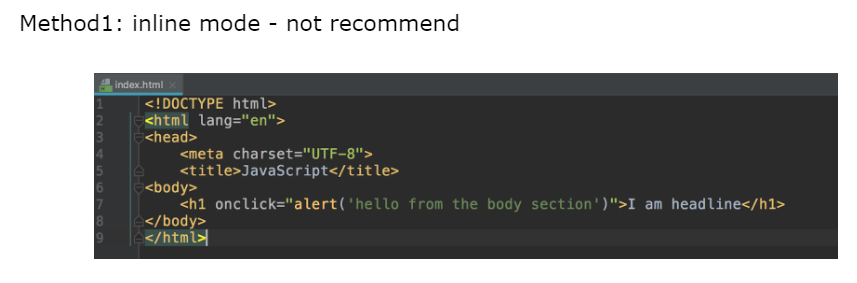 Method1: inline mode - not recommend
index.html ×
1 <!DOCTYPE html>
2 <html lang="en">
3 <head>
4     <meta charset="UTF-8">
5     <title>JavaScript</title>
6 <body>
7     <h1 onclick="alert('hello from the body section')">I am headline</h1>
8 </body>
9 </html>